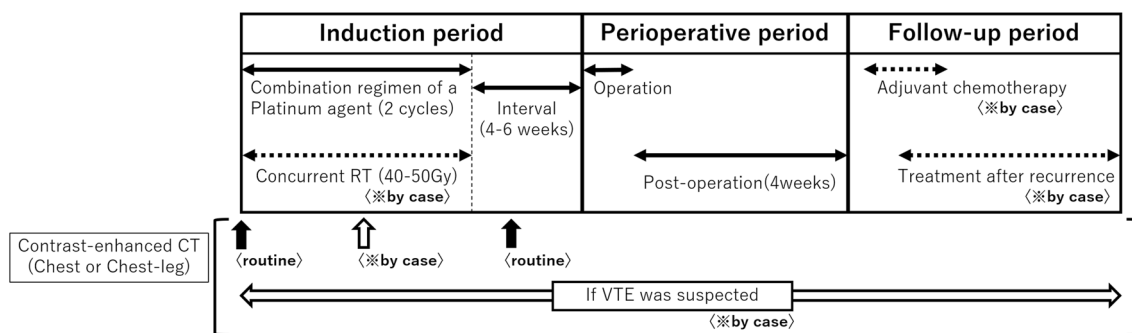 Induction period
Perioperative period
Follow-up period
Combination regimen of a
Platinum agent (2 cycles)
Interval
(4-6 weeks)
Operation
Adjuvant chemotherapy
〈※by case〉
Concurrent RT (40-50Gy)
〈※by case〉
Post-operation(4weeks)
Treatment after recurrence
〈※by case〉
Contrast-enhanced CT
(Chest or Chest-leg)
〈routine〉
〈※by case〉
〈routine〉
If VTE was suspected
〈※by case〉